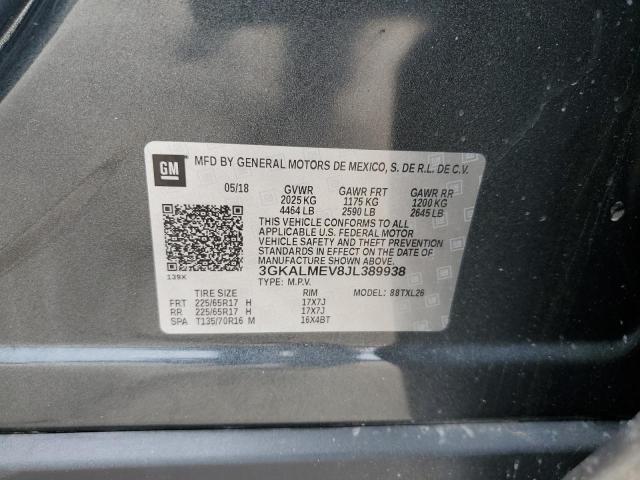 GM
MFD BY GENERAL MOTORS DE MEXICO, S. DE R.L. DE C.V.
05/18 GVWR GAWR FRT GAWR RR
2025 KG 1175 KG 1200 KG
4464 LB 2590 LB 2645 LB
THIS VEHICLE CONFORMS TO ALL
APPLICABLE U.S. FEDERAL MOTOR
VEHICLE SAFETY AND THEFT PREVENTION
STANDARDS IN EFFECT ON THE DATE OF
MANUFACTURE SHOWN ABOVE.
139X
3GKALMEV8JL389938
TYPE: M.P.V. MODEL: 88TXL26
TIRE SIZE RIM
FRT 225/65R17 H 17X7J
RR 225/65R17 H 17X7J
SPA T135/70R16 M 16X4BT